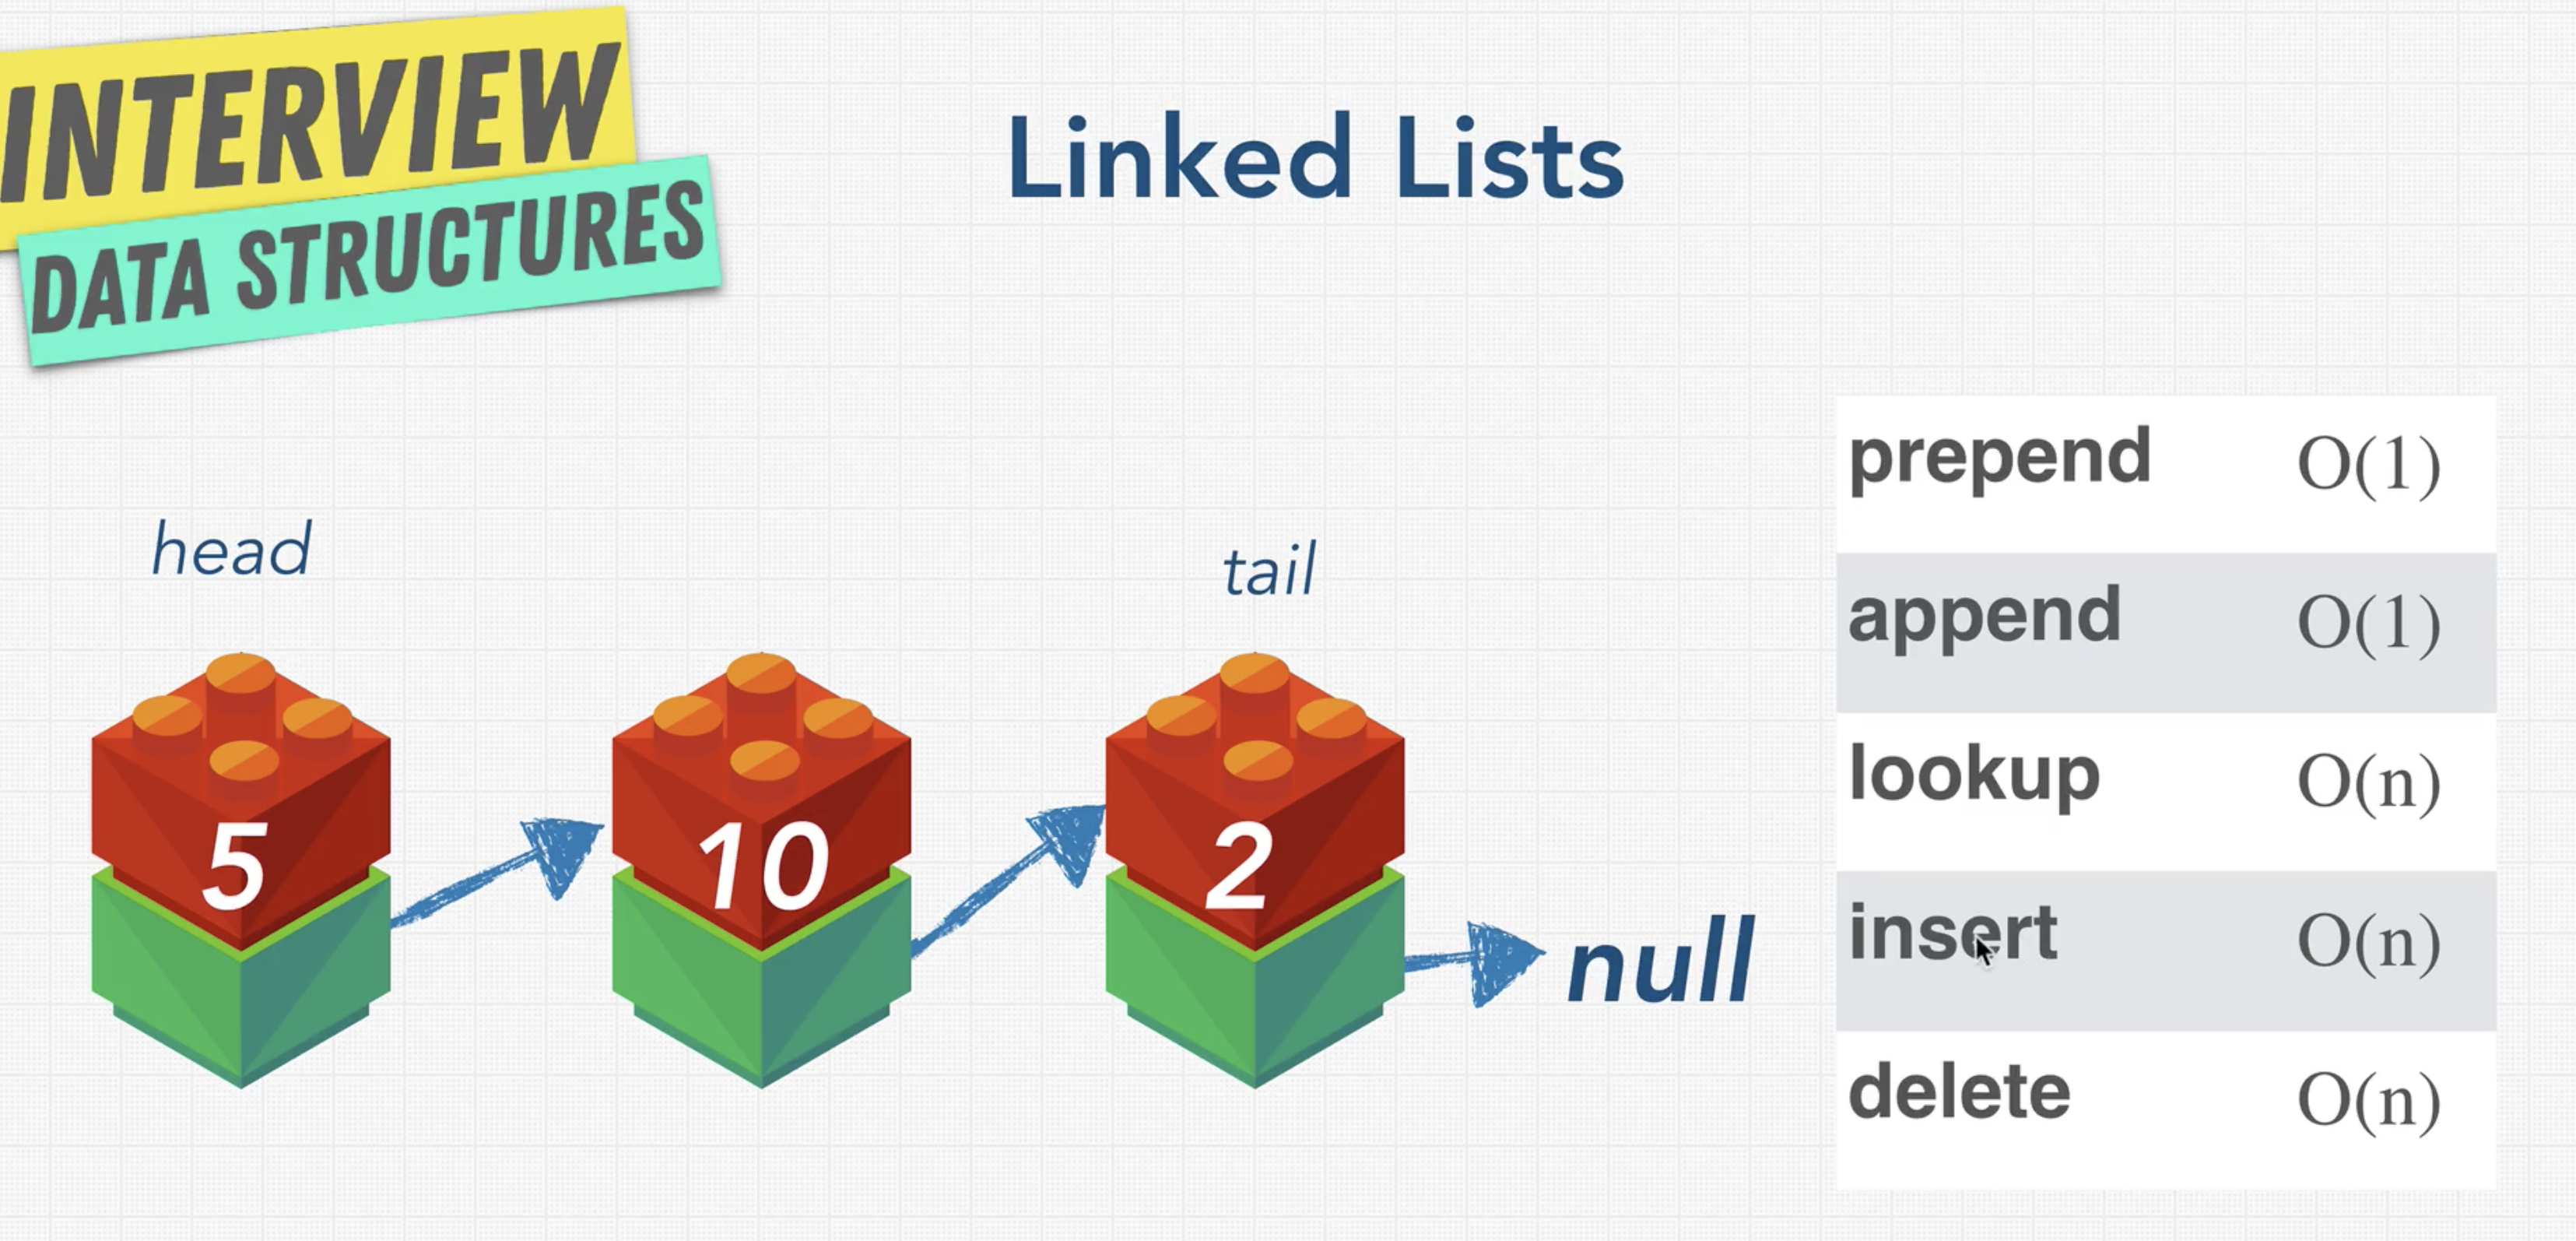 INTERVIEW
DATA STRUCTURES
Linked Lists
head
tail
5
10
2
null
prepend O(1)
append O(1)
lookup O(n)
insert O(n)
delete O(n)